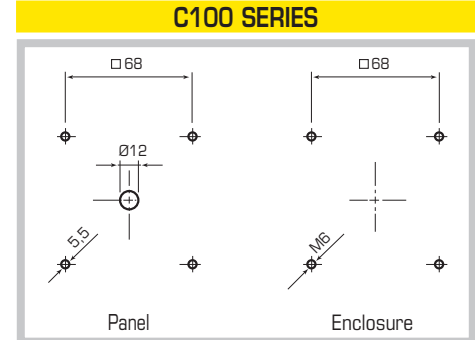 C100 SERIES
□68 □68
Ø12
5,5 M6
Panel Enclosure